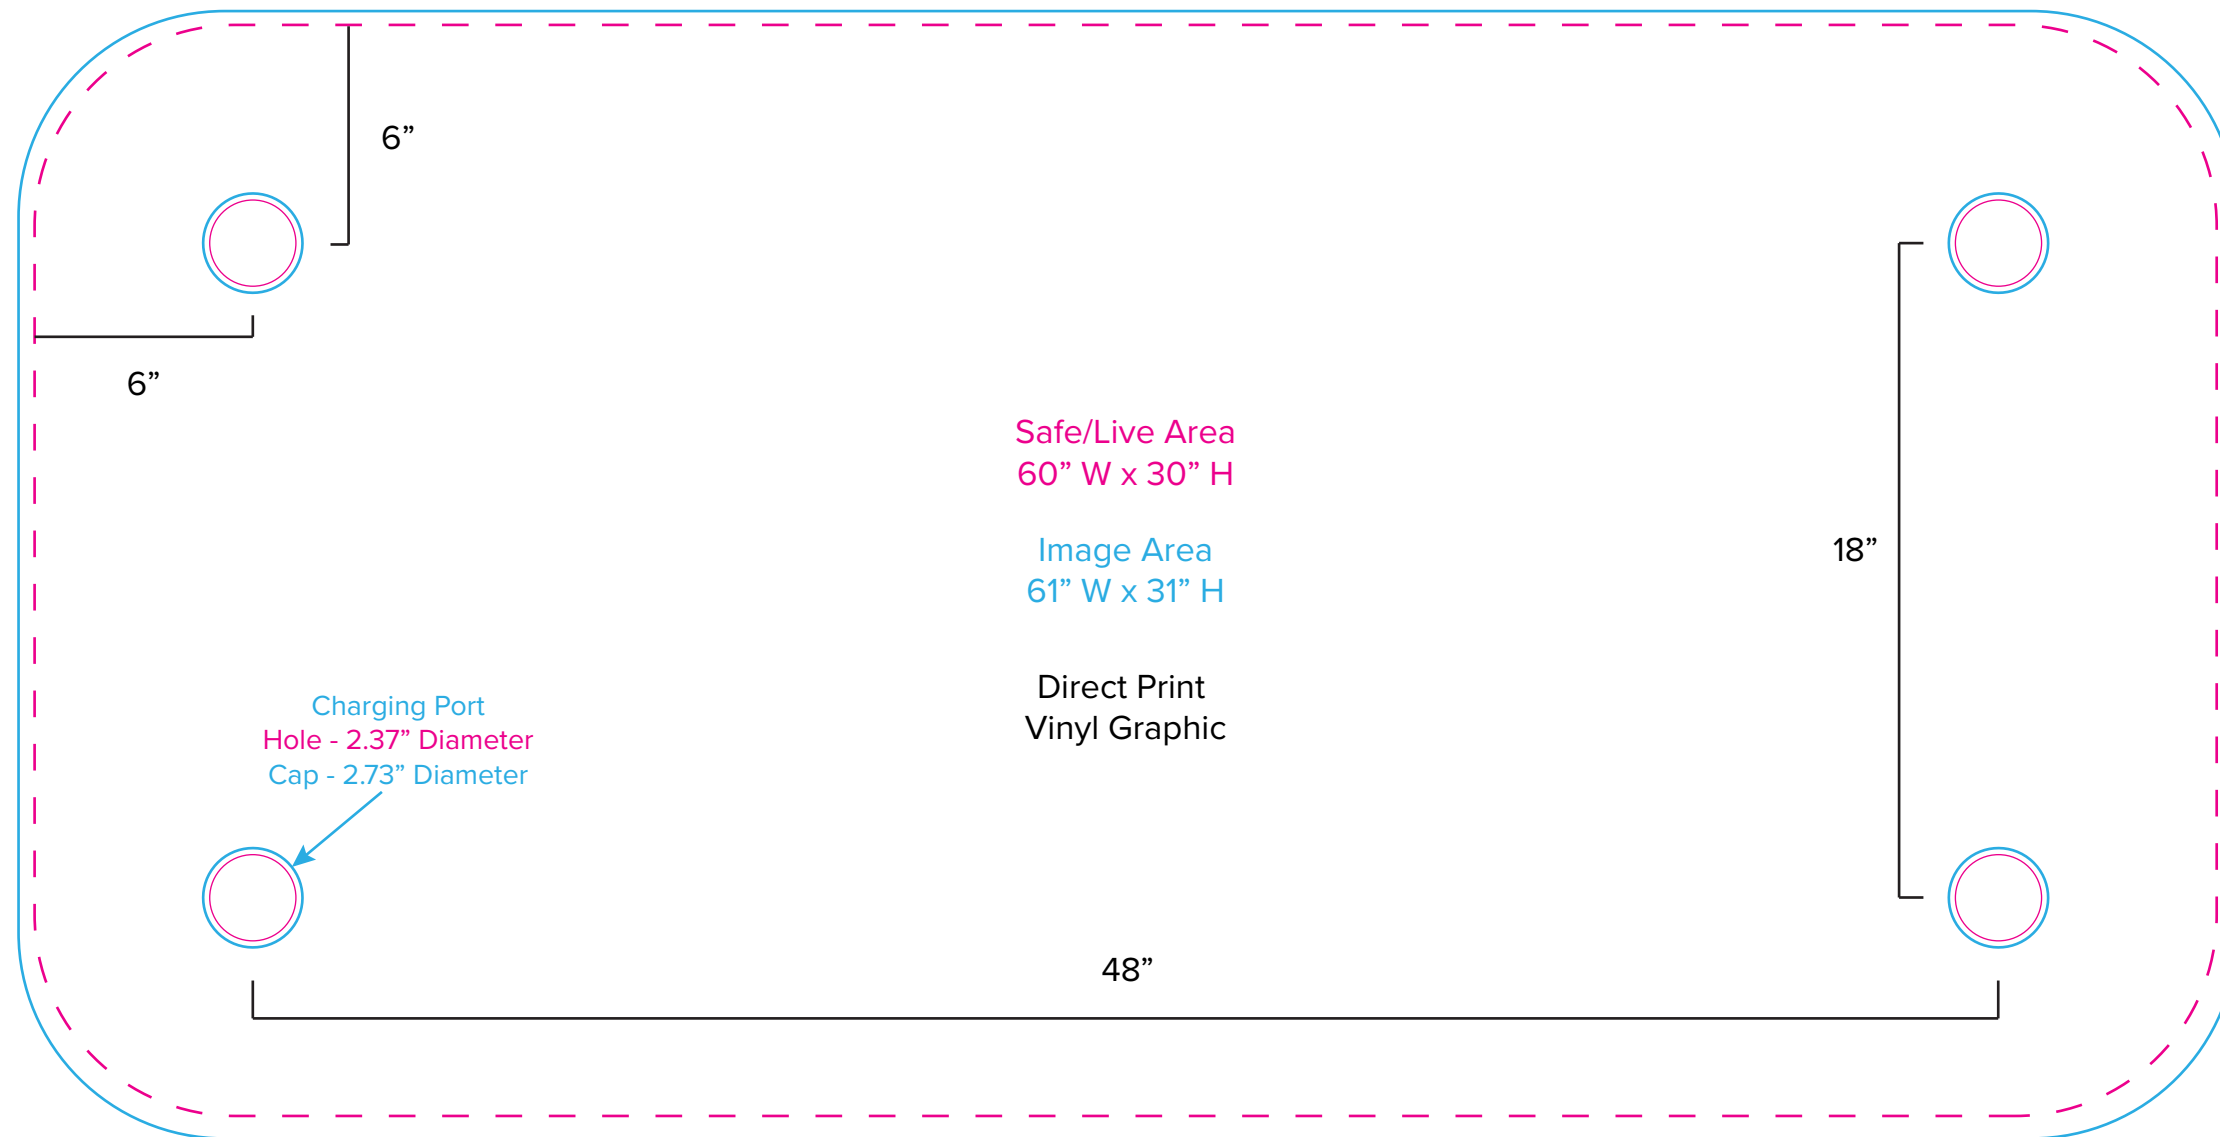 6”
6”
Safe/Live Area
60” W x 30” H
Image Area
61” W x 31” H
18”
Direct Print
Vinyl Graphic
Charging Port
Hole - 2.37” Diameter
Cap - 2.73” Diameter
48”